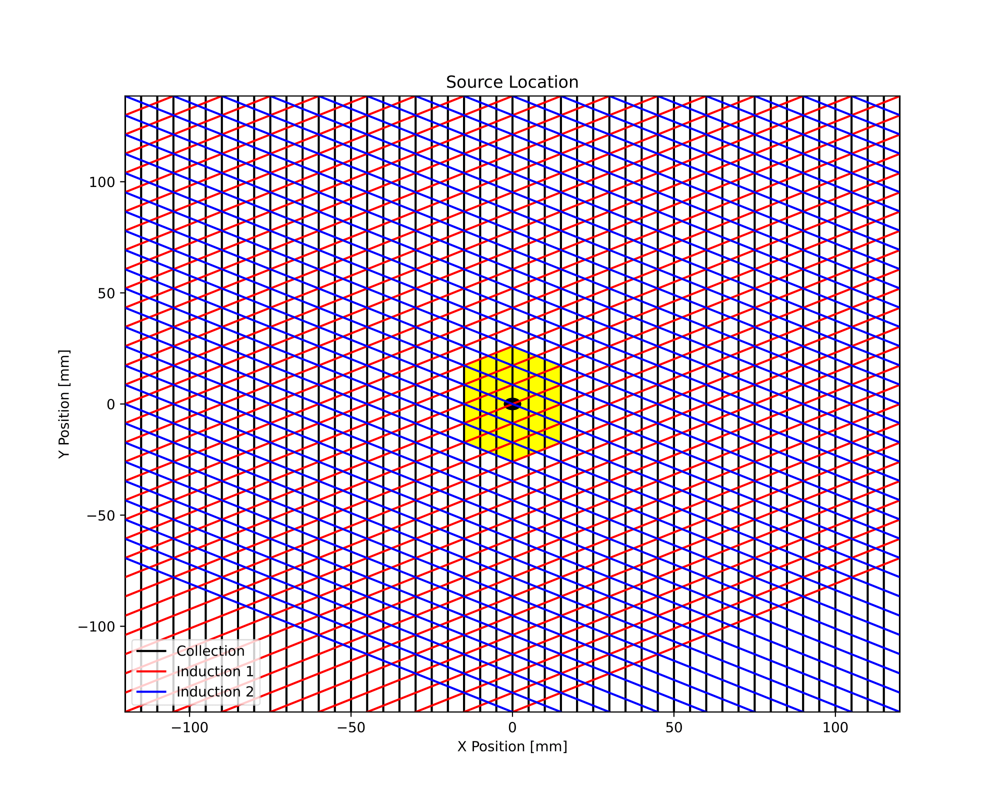 Source Location
100
50
0
−50
−100
Y Position [mm]
−100
−50
0
50
100
X Position [mm]
Collection
Induction 1
Induction 2